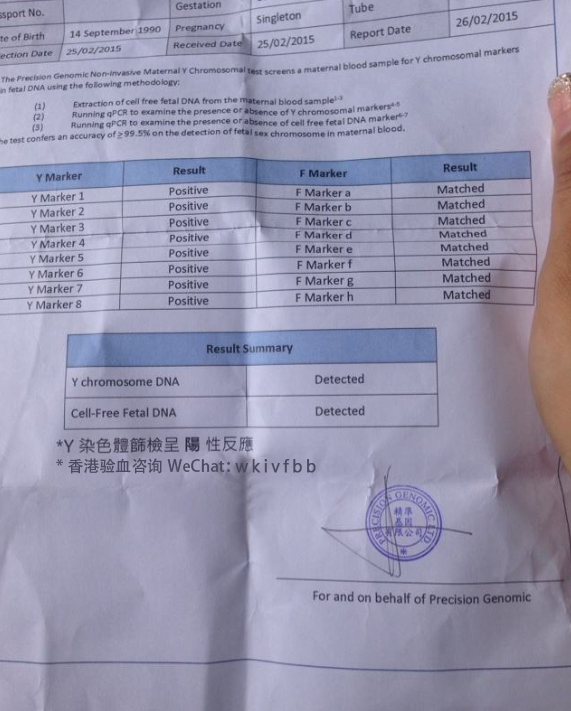 ssport No. Gestation Singleton Tube
te of Birth 14 September 1990 Pregnancy Report Date 26/02/2015
ection Date 25/02/2015 Received Date 25/02/2015
The Precision Genomic Non-Invasive Maternal Y Chromosomal test screens a maternal blood sample for Y chromosomal markers
n fetal DNA using the following methodology:
(1) Extraction of cell free fetal DNA from the maternal blood sample
(2) Running qPCR to examine the presence or absence of Y chromosomal markers
(3) Running qPCR to examine the presence or absence of cell free fetal DNA marker
he test confers an accuracy of ≥99.5% on the detection of fetal sex chromosome in maternal blood.
Y Marker Result F Marker Result
Y Marker 1 Positive F Marker a Matched
Y Marker 2 Positive F Marker b Matched
Y Marker 3 Positive F Marker c Matched
Y Marker 4 Positive F Marker d Matched
Y Marker 5 Positive F Marker e Matched
Y Marker 6 Positive F Marker f Matched
Y Marker 7 Positive F Marker g Matched
Y Marker 8 Positive F Marker h Matched
Result Summary
Y chromosome DNA Detected
Cell-Free Fetal DNA Detected
*Y 染色體篩檢呈 陽 性反應
* 香港验血咨询 WeChat: wkivfbb
PRECISION GENOMIC LTD
精準
基因
有限公司
For and on behalf of Precision Genomic